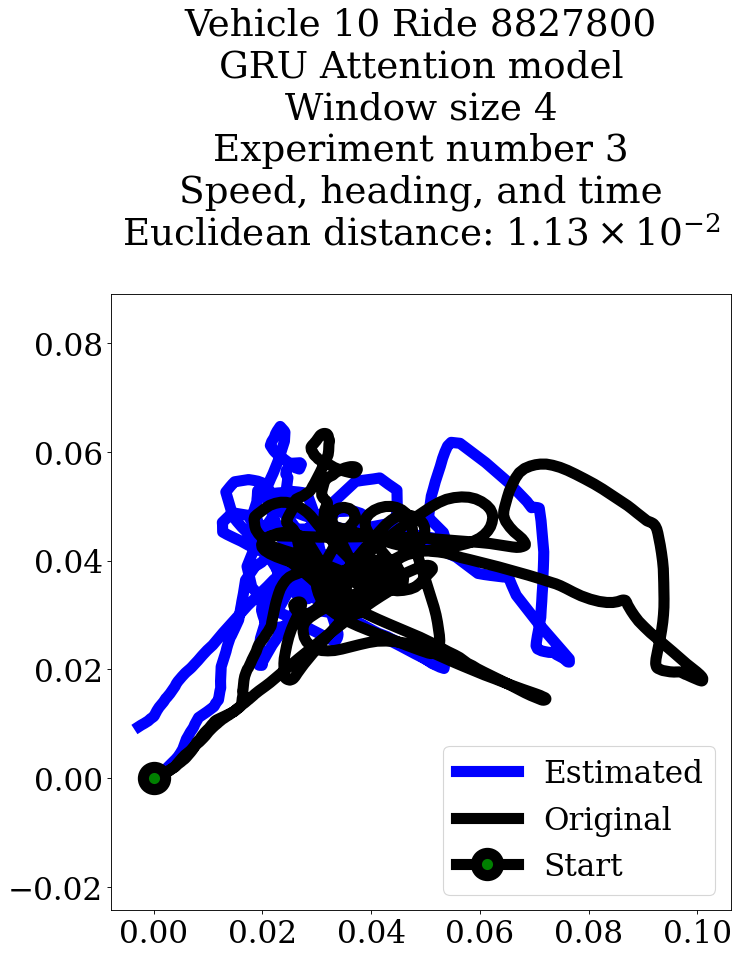 Vehicle 10 Ride 8827800
GRU Attention model
Window size 4
Experiment number 3
Speed, heading, and time
Euclidean distance: 1.13 × 10⁻²
0.08
0.06
0.04
0.02
0.00
−0.02
0.00 0.02 0.04 0.06 0.08 0.10
Estimated
Original
Start